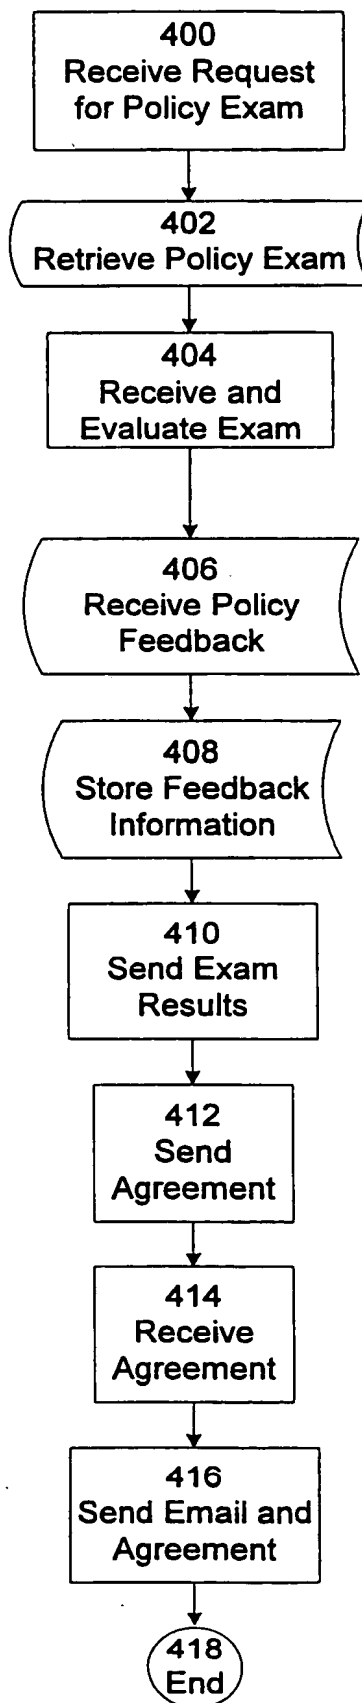 400
Receive Request
for Policy Exam
402
Retrieve Policy Exam
404
Receive and
Evaluate Exam
406
Receive Policy
Feedback
408
Store Feedback
Information
410
Send Exam
Results
412
Send
Agreement
414
Receive
Agreement
416
Send Email and
Agreement
418
End